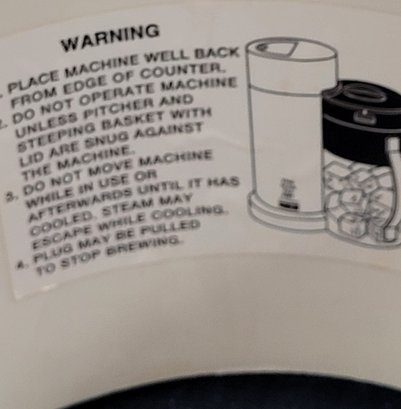 WARNING
1. PLACE MACHINE WELL BACK
FROM EDGE OF COUNTER.
2. DO NOT OPERATE MACHINE
UNLESS PITCHER AND
STEEPING BASKET WITH
LID ARE SNUG AGAINST
THE MACHINE.
3. DO NOT MOVE MACHINE
WHILE IN USE OR
AFTERWARDS UNTIL IT HAS
COOLED. STEAM MAY
ESCAPE WHILE COOLING.
4. PLUG MAY BE PULLED
TO STOP BREWING.